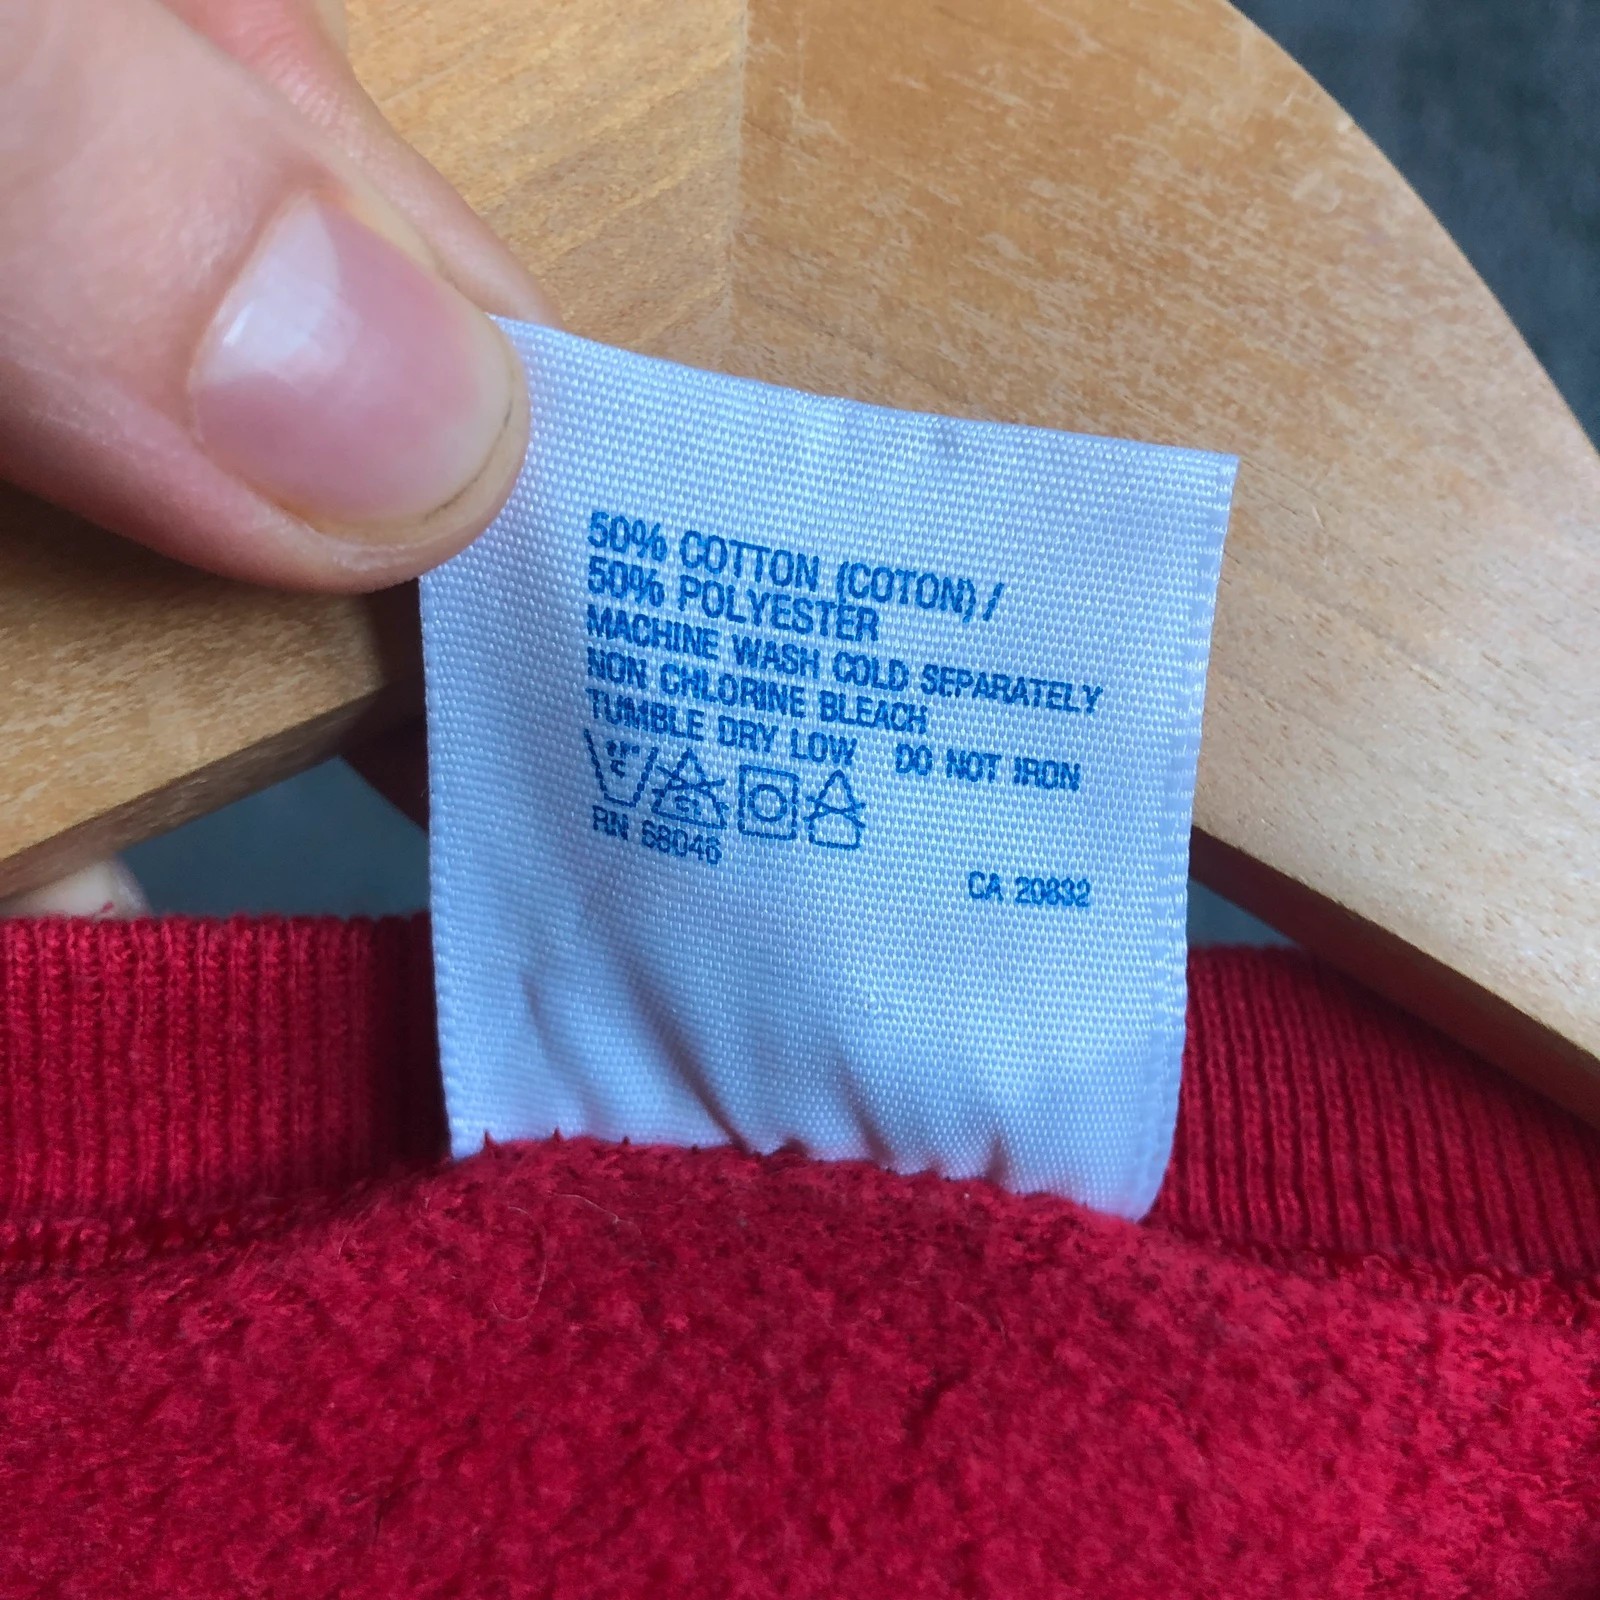 50% COTTON (COTON) /
50% POLYESTER
MACHINE WASH COLD SEPARATELY
NON CHLORINE BLEACH
TUMBLE DRY LOW DO NOT IRON
CL
RN 68046
CA 20832